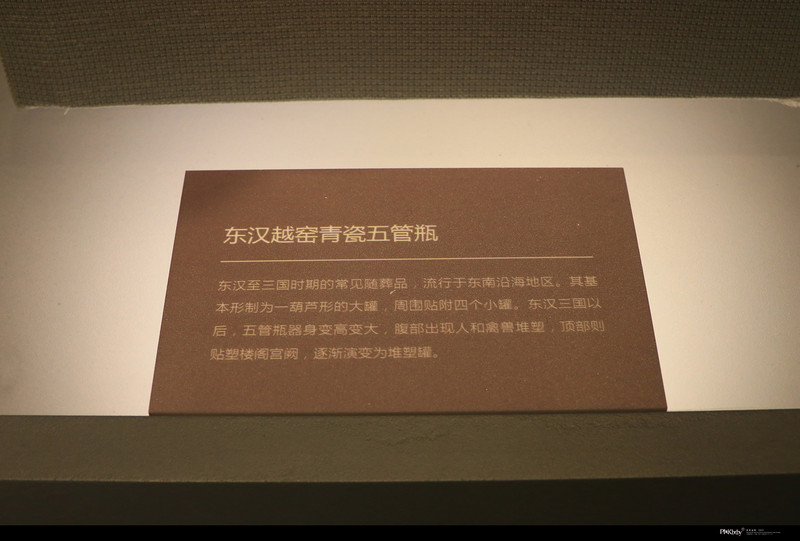 东汉越窑青瓷五管瓶
东汉至三国时期的常见随葬品，流行于东南沿海地区。其基
本形制为一葫芦形的大罐，周围贴附四个小罐。东汉三国以
后，五管瓶器身变高变大，腹部出现人和禽兽堆塑，顶部则
贴塑楼阁宫阙，逐渐演变为堆塑罐。